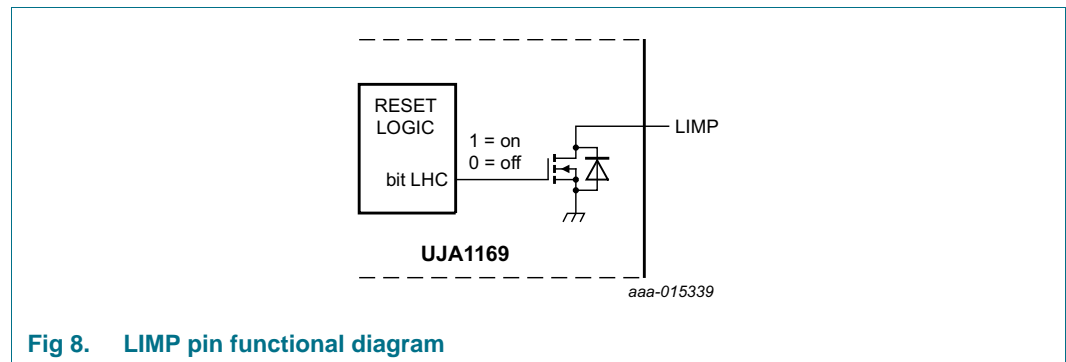 RESET
LOGIC
1 = on
0 = off
bit LHC
LIMP
UJA1169
aaa-015339
Fig 8. LIMP pin functional diagram